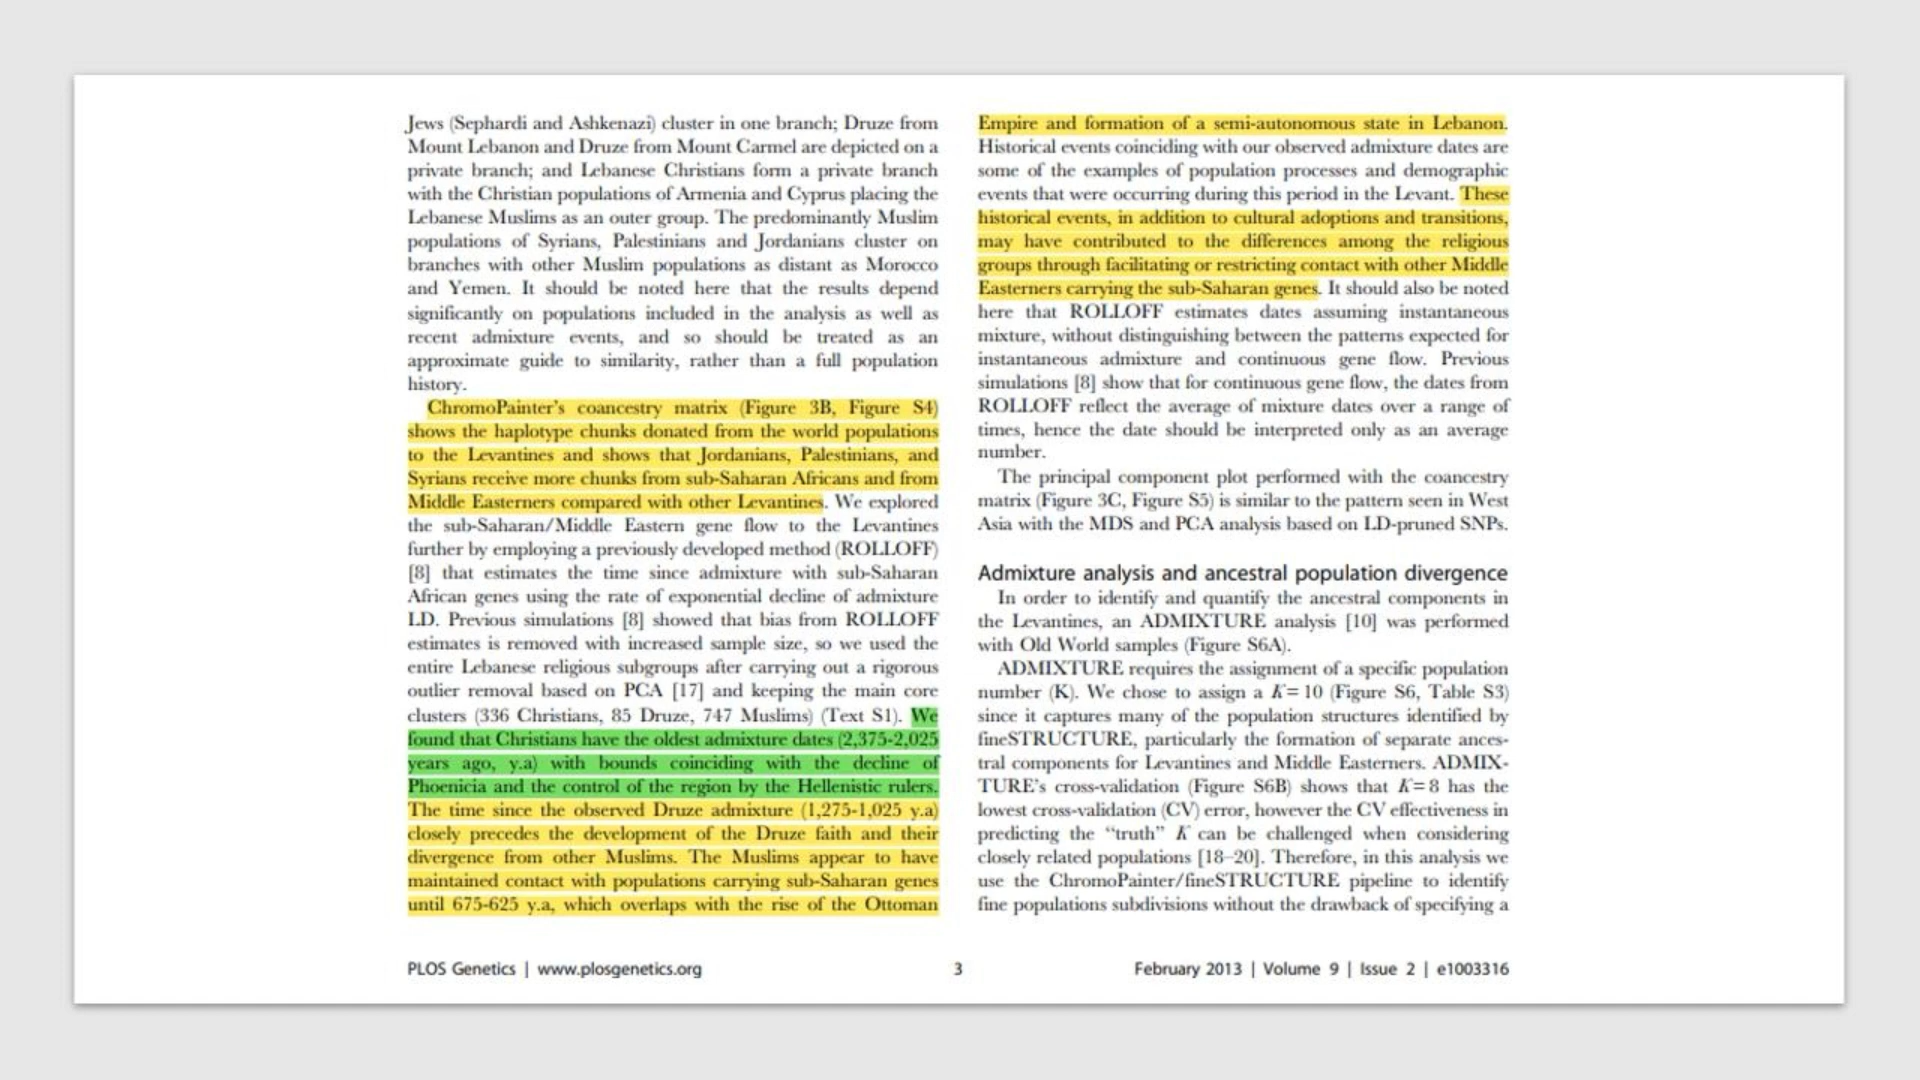 Jews (Sephardi and Ashkenazi) cluster in one branch; Druze from
Mount Lebanon and Druze from Mount Carmel are depicted on a
private branch; and Lebanese Christians form a private branch
with the Christian populations of Armenia and Cyprus placing the
Lebanese Muslims as an outer group. The predominantly Muslim
populations of Syrians, Palestinians and Jordanians cluster on
branches with other Muslim populations as distant as Morocco
and Yemen. It should be noted here that the results depend
significantly on populations included in the analysis as well as
recent admixture events, and so should be treated as an
approximate guide to similarity, rather than a full population
history.
ChromoPainter's coancestry matrix (Figure 3B, Figure S4)
shows the haplotype chunks donated from the world populations
to the Levantines and shows that Jordanians, Palestinians, and
Syrians receive more chunks from sub-Saharan Africans and from
Middle Easterners compared with other Levantines. We explored
the sub-Saharan/Middle Eastern gene flow to the Levantines
further by employing a previously developed method (ROLLOFF)
[8] that estimates the time since admixture with sub-Saharan
African genes using the rate of exponential decline of admixture
LD. Previous simulations [8] showed that bias from ROLLOFF
estimates is removed with increased sample size, so we used the
entire Lebanese religious subgroups after carrying out a rigorous
outlier removal based on PCA [17] and keeping the main core
clusters (336 Christians, 85 Druze, 747 Muslims) (Text S1). We
found that Christians have the oldest admixture dates (2,375-2,025
years ago, y.a) with bounds coinciding with the decline of
Phoenicia and the control of the region by the Hellenistic rulers.
The time since the observed Druze admixture (1,275-1,025 y.a)
closely precedes the development of the Druze faith and their
divergence from other Muslims. The Muslims appear to have
maintained contact with populations carrying sub-Saharan genes
until 675-625 y.a, which overlaps with the rise of the Ottoman
Empire and formation of a semi-autonomous state in Lebanon.
Historical events coinciding with our observed admixture dates are
some of the examples of population processes and demographic
events that were occurring during this period in the Levant. These
historical events, in addition to cultural adoptions and transitions,
may have contributed to the differences among the religious
groups through facilitating or restricting contact with other Middle
Easterners carrying the sub-Saharan genes. It should also be noted
here that ROLLOFF estimates dates assuming instantaneous
mixture, without distinguishing between the patterns expected for
instantaneous admixture and continuous gene flow. Previous
simulations [8] show that for continuous gene flow, the dates from
ROLLOFF reflect the average of mixture dates over a range of
times, hence the date should be interpreted only as an average
number.
The principal component plot performed with the coancestry
matrix (Figure 3C, Figure S5) is similar to the pattern seen in West
Asia with the MDS and PCA analysis based on LD-pruned SNPs.
Admixture analysis and ancestral population divergence
In order to identify and quantify the ancestral components in
the Levantines, an ADMIXTURE analysis [10] was performed
with Old World samples (Figure S6A).
ADMIXTURE requires the assignment of a specific population
number (K). We chose to assign a K=10 (Figure S6, Table S3)
since it captures many of the population structures identified by
fineSTRUCTURE, particularly the formation of separate ances-
tral components for Levantines and Middle Easterners. ADMIX-
TURE's cross-validation (Figure S6B) shows that K=8 has the
lowest cross-validation (CV) error, however the CV effectiveness in
predicting the "truth" K can be challenged when considering
closely related populations [18–20]. Therefore, in this analysis we
use the ChromoPainter/fineSTRUCTURE pipeline to identify
fine populations subdivisions without the drawback of specifying a
PLOS Genetics | www.plosgenetics.org
3
February 2013 | Volume 9 | Issue 2 | e1003316